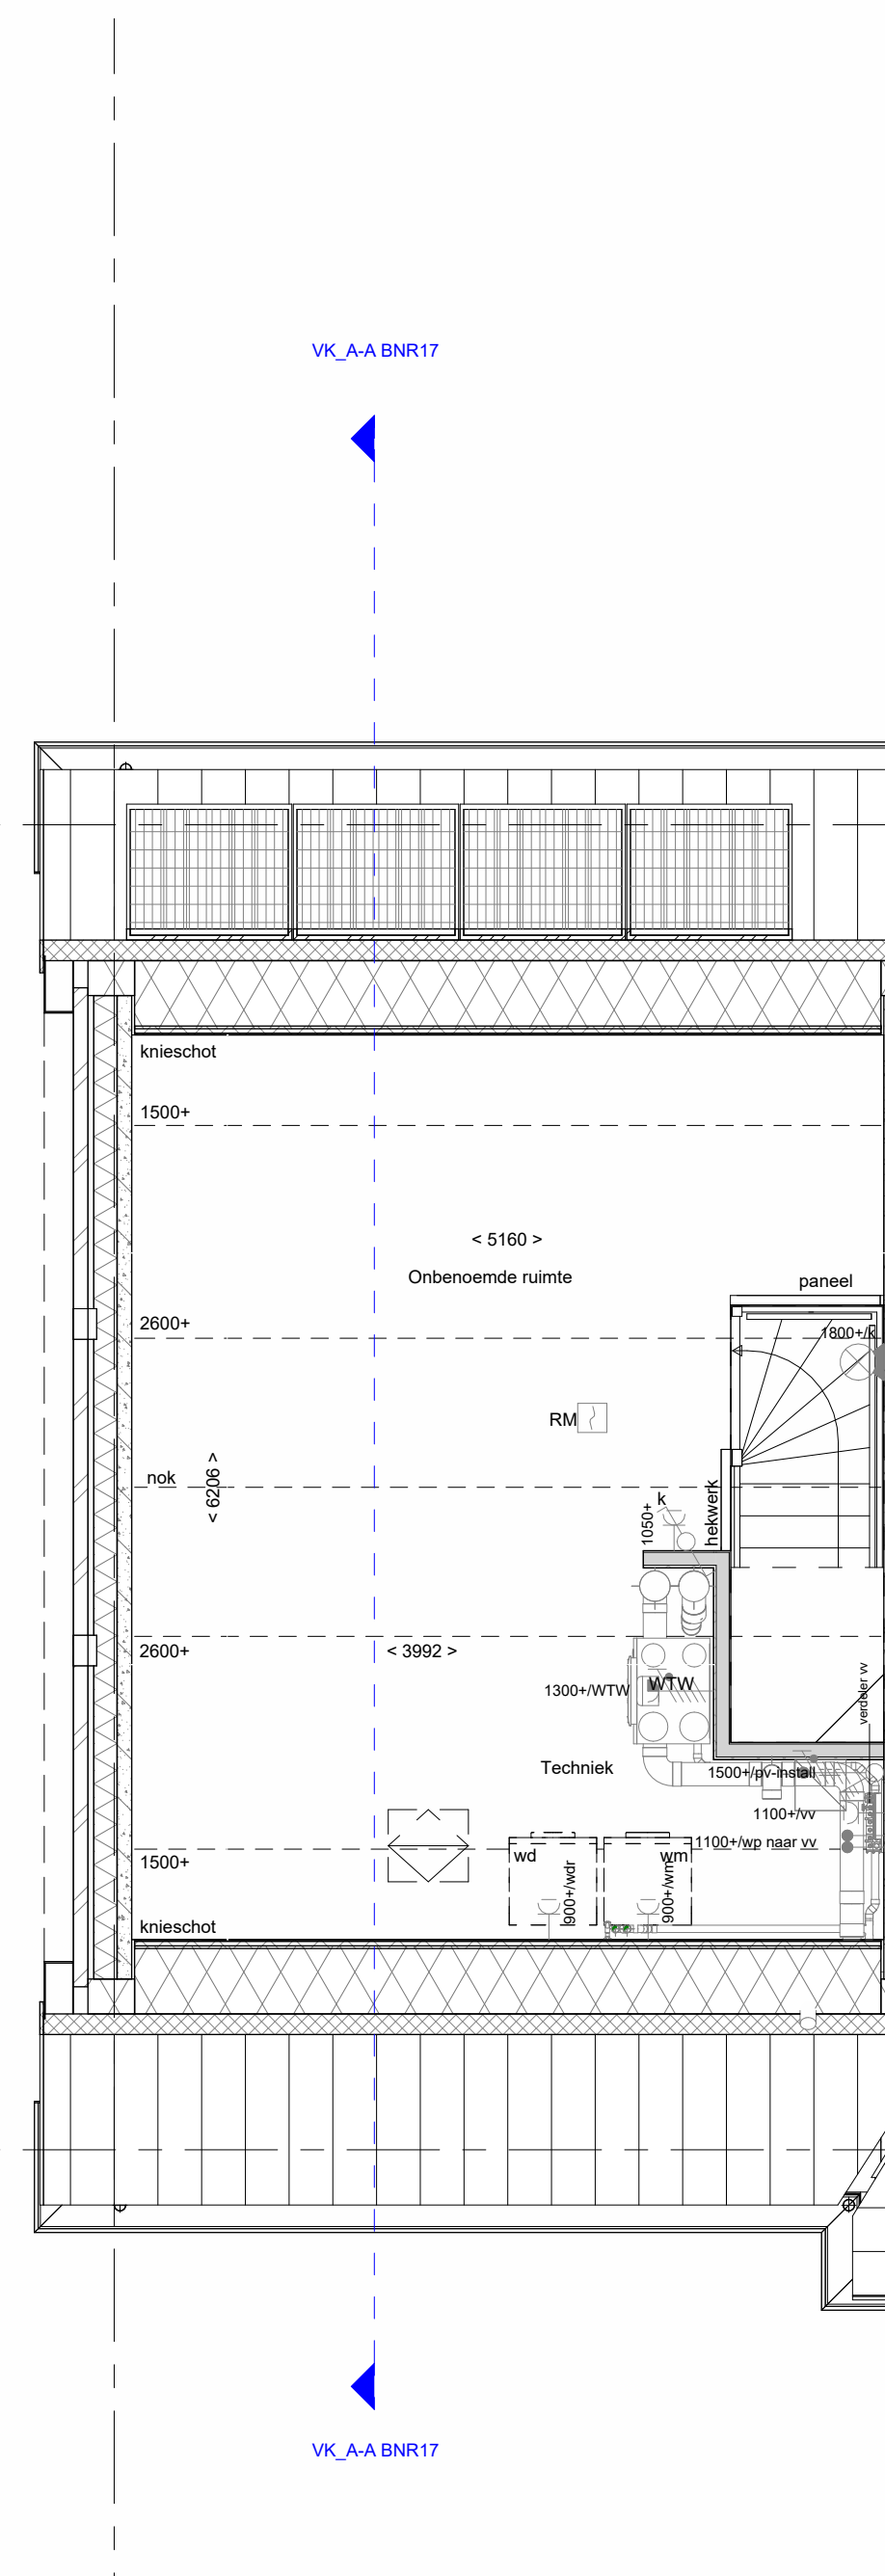 VK_A-A BNR17
knieschot
1500+
< 5160 >
Onbenoemde ruimte
paneel
2600+
1800+/k
RM
nok
< 6206 >
hekwerk
k
1050+
2600+
< 3992 >
WTW
1300+/WTW
verdeler vv
Techniek
1500+/pv-install
1100+/vv
1100+/wp naar vv
1500+
wd
wm
900+/wdr
900+/wm
knieschot
VK_A-A BNR17